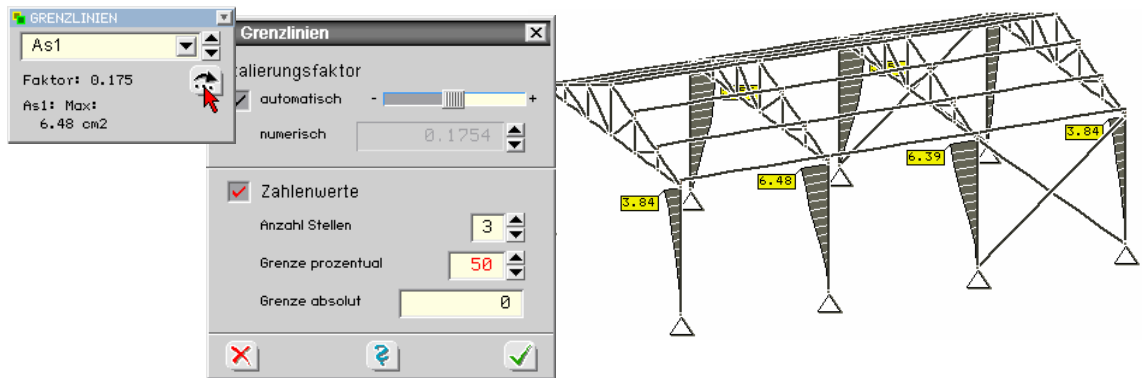 GRENZLINIEN
As1
Faktor: 0.175
As1: Max:
6.48 cm2
Grenzlinien
alierungsfaktor
automatisch - +
numerisch 0.1754
Zahlenwerte
Anzahl Stellen 3
Grenze prozentual 50
Grenze absolut 0
3.84
6.39
6.48
3.84